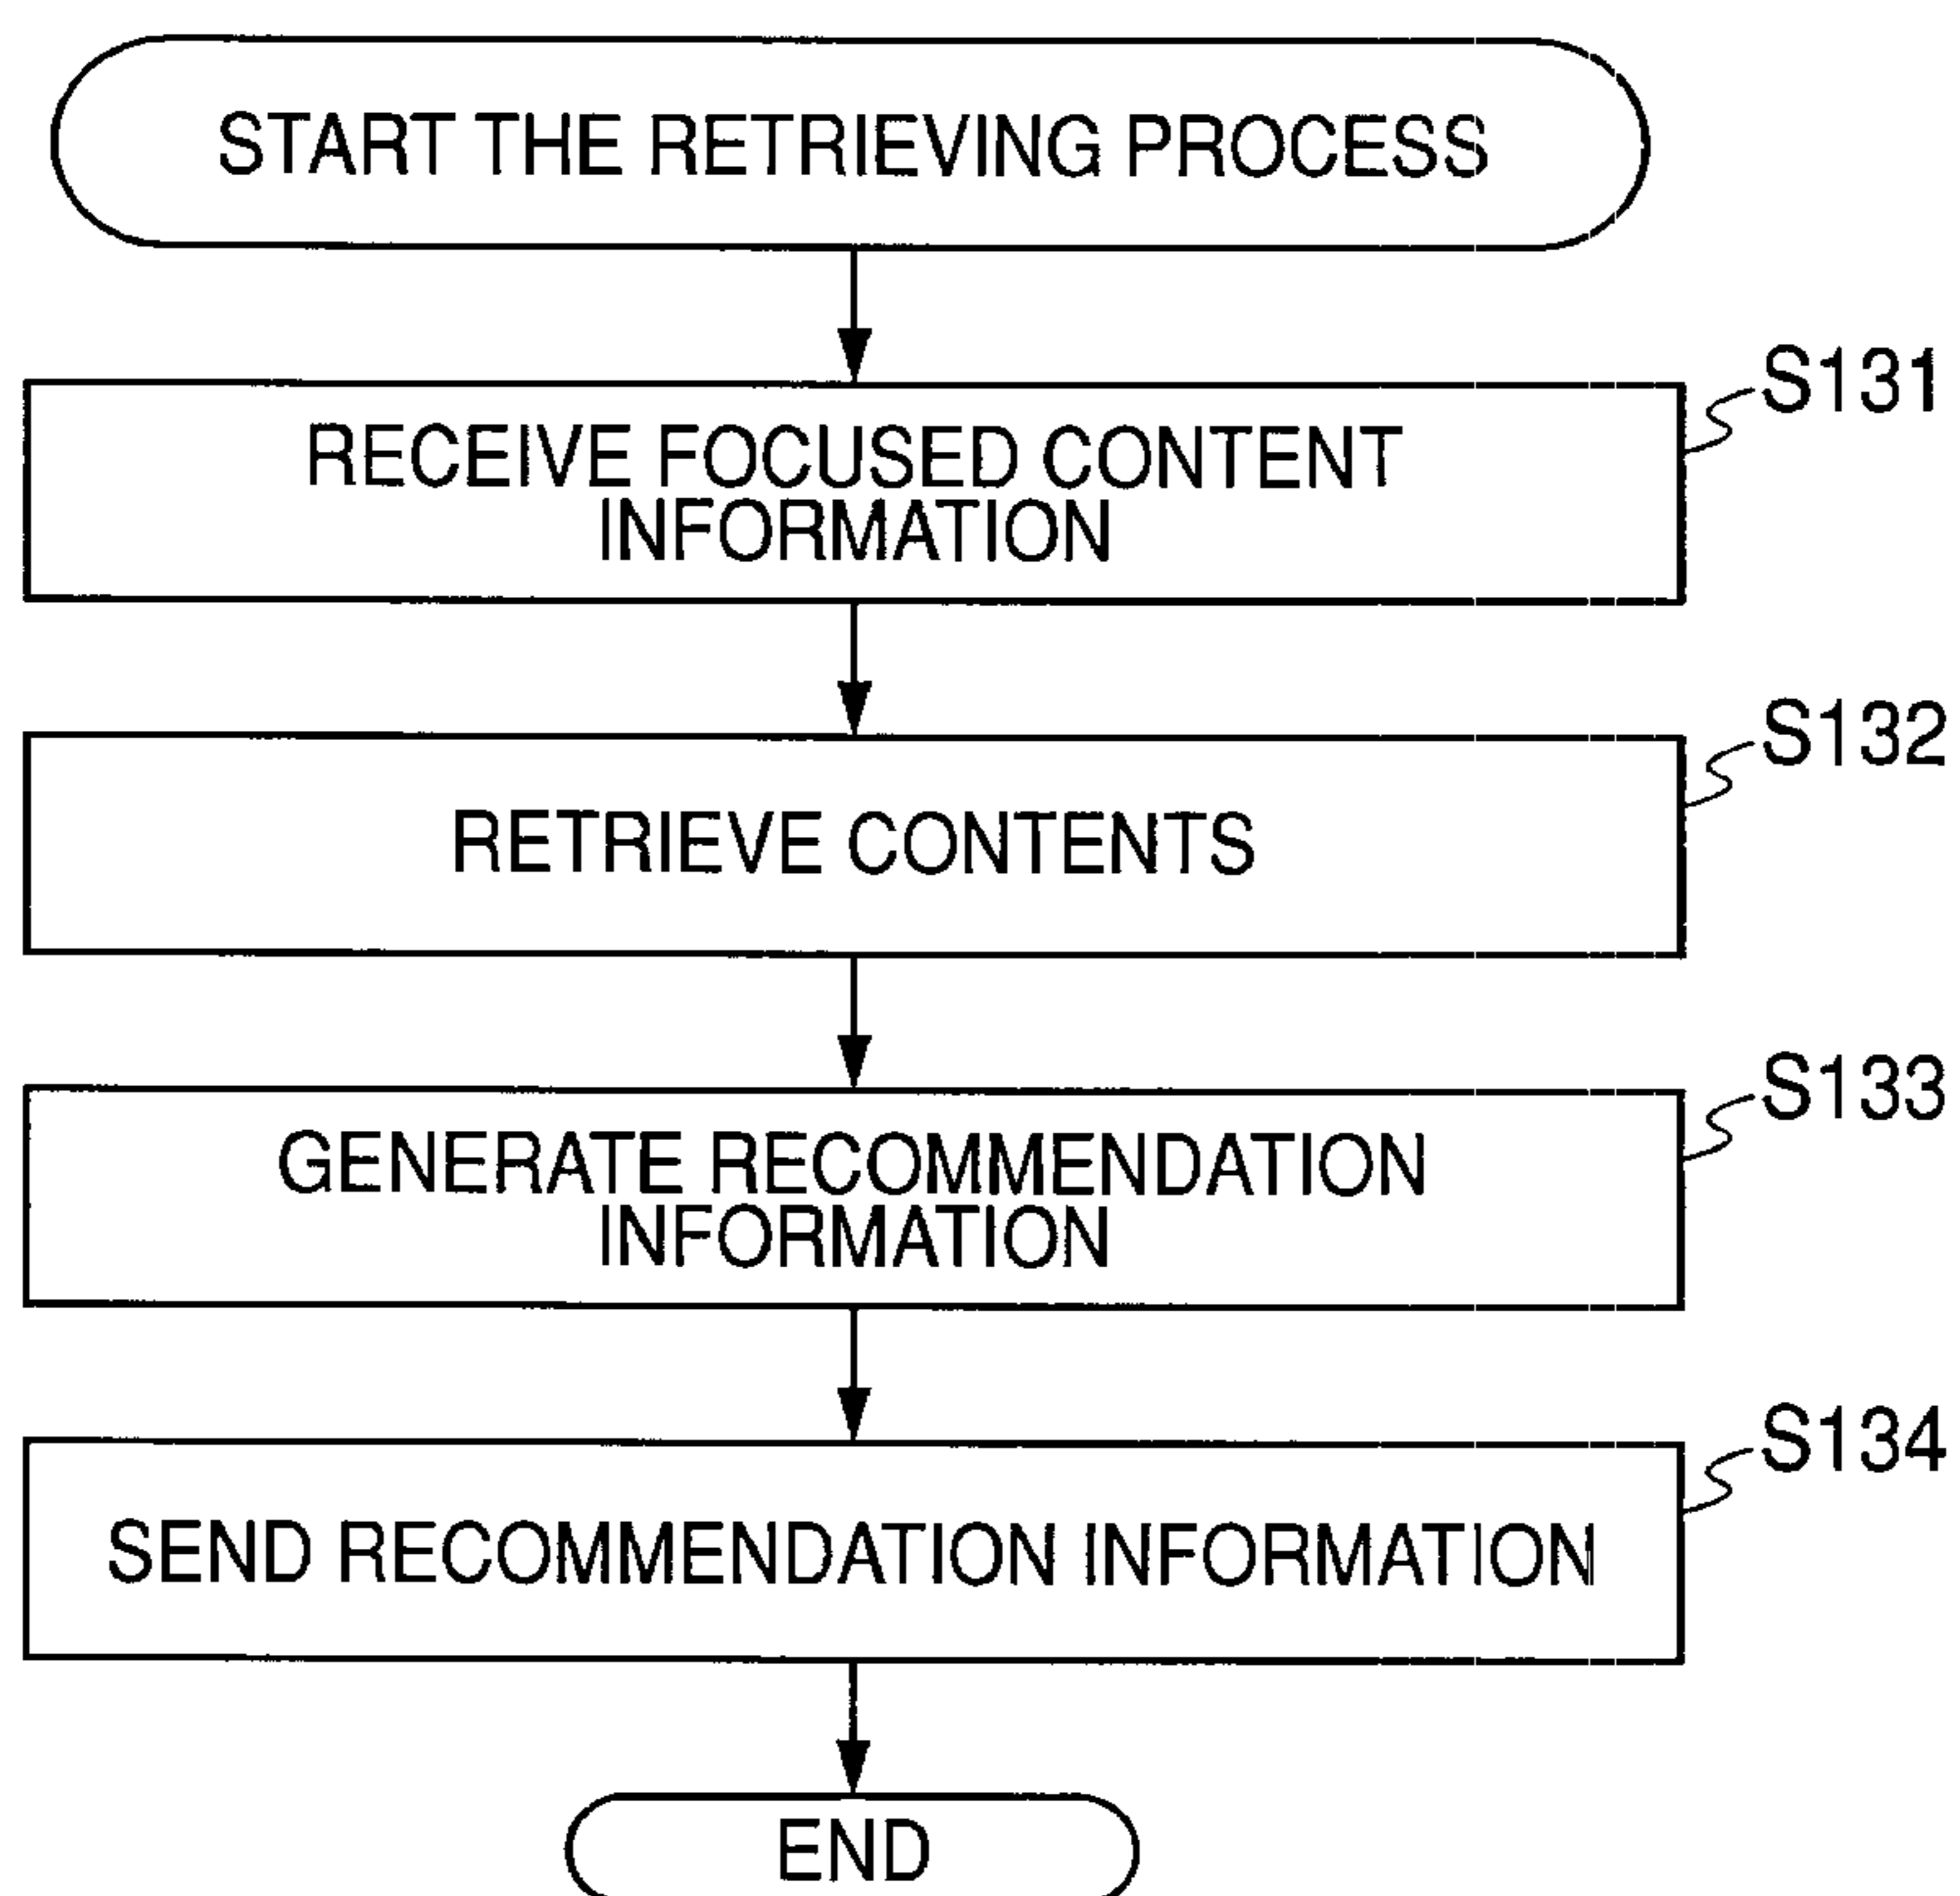 START THE RETRIEVING PROCESS
S131
RECEIVE FOCUSED CONTENT
INFORMATION
S132
RETRIEVE CONTENTS
S133
GENERATE RECOMMENDATION
INFORMATION
S134
SEND RECOMMENDATION INFORMATION
END